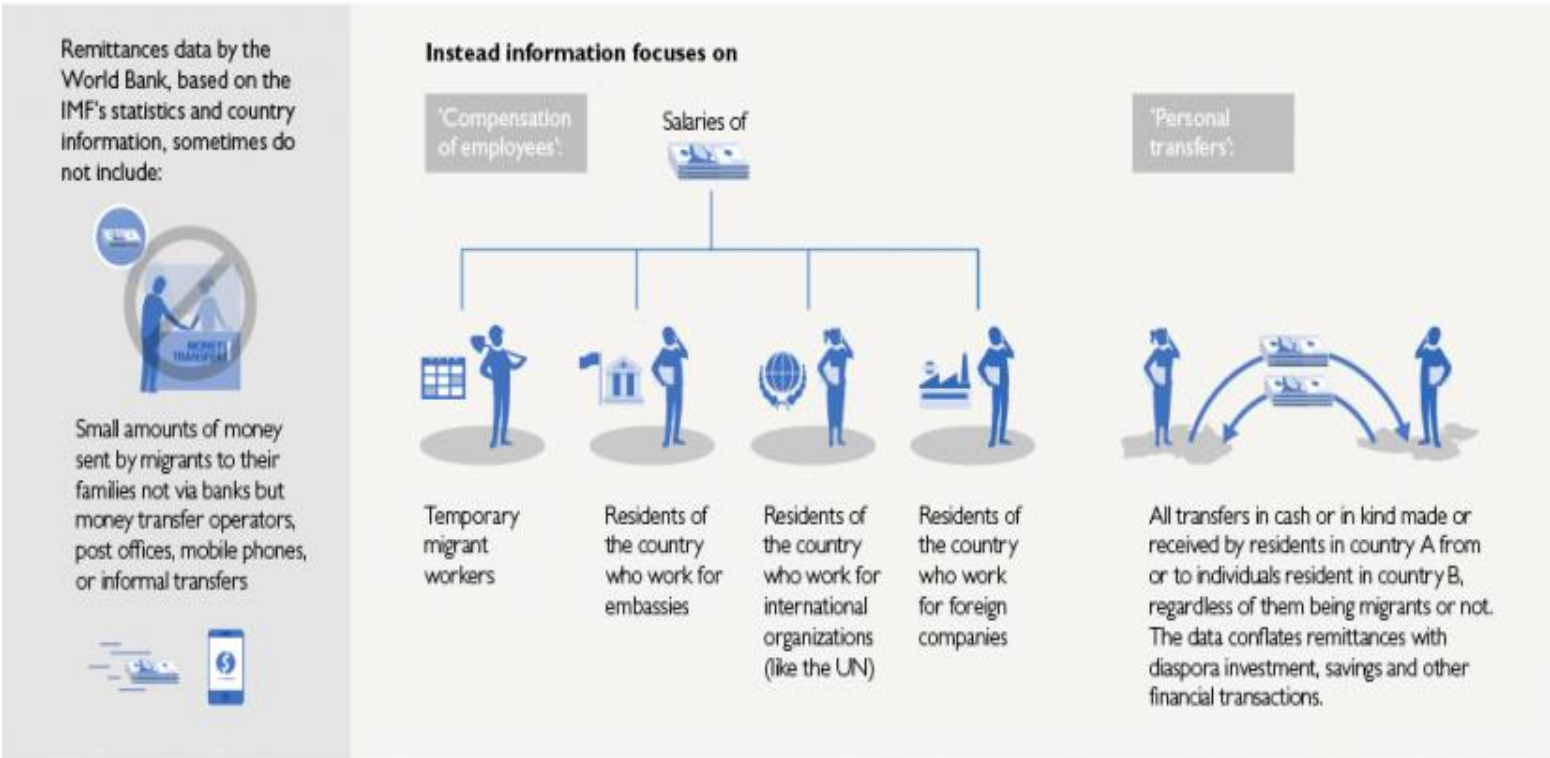 Remittances data by the
World Bank, based on the
IMF's statistics and country
information, sometimes do
not include:
MONEY
TRANSFER
Small amounts of money
sent by migrants to their
families not via banks but
money transfer operators,
post offices, mobile phones,
or informal transfers
Instead information focuses on
'Compensation
of employees':
Salaries of
Temporary
migrant
workers
Residents of
the country
who work for
embassies
Residents of
the country
who work for
international
organizations
(like the UN)
Residents of
the country
who work
for foreign
companies
'Personal
transfers':
All transfers in cash or in kind made or
received by residents in country A from
or to individuals resident in country B,
regardless of them being migrants or not.
The data conflates remittances with
diaspora investment, savings and other
financial transactions.